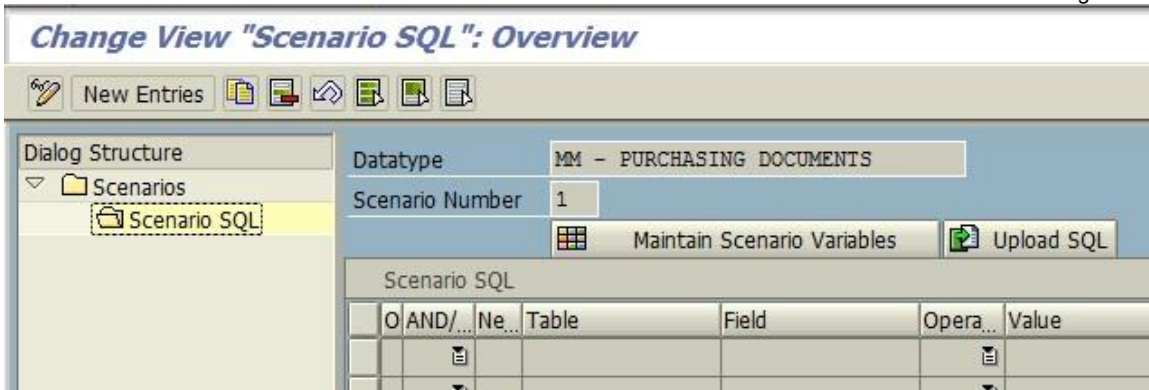 Change View "Scenario SQL": Overview
New Entries
Dialog Structure
Scenarios
Scenario SQL
Datatype MM - PURCHASING DOCUMENTS
Scenario Number 1
Maintain Scenario Variables Upload SQL
Scenario SQL
O AND/... Ne... Table Field Opera... Value